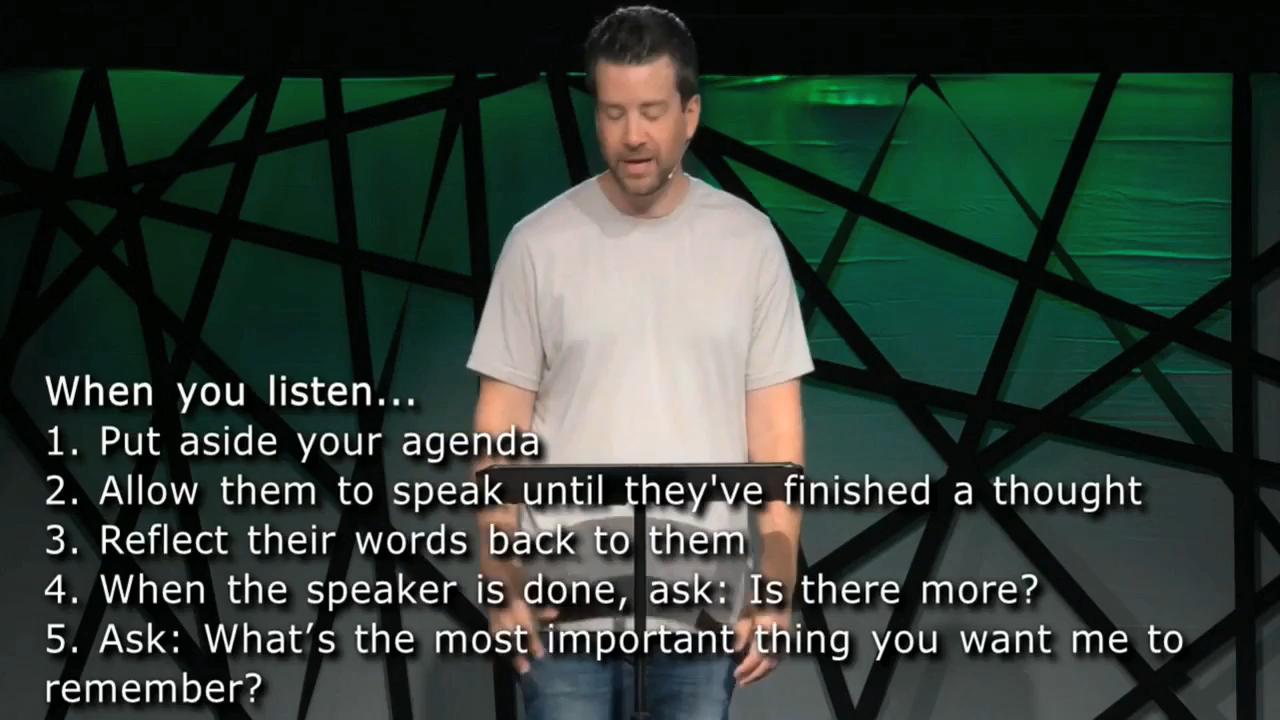 When you listen...
1. Put aside your agenda
2. Allow them to speak until they've finished a thought
3. Reflect their words back to them
4. When the speaker is done, ask: Is there more?
5. Ask: What’s the most important thing you want me to
remember?